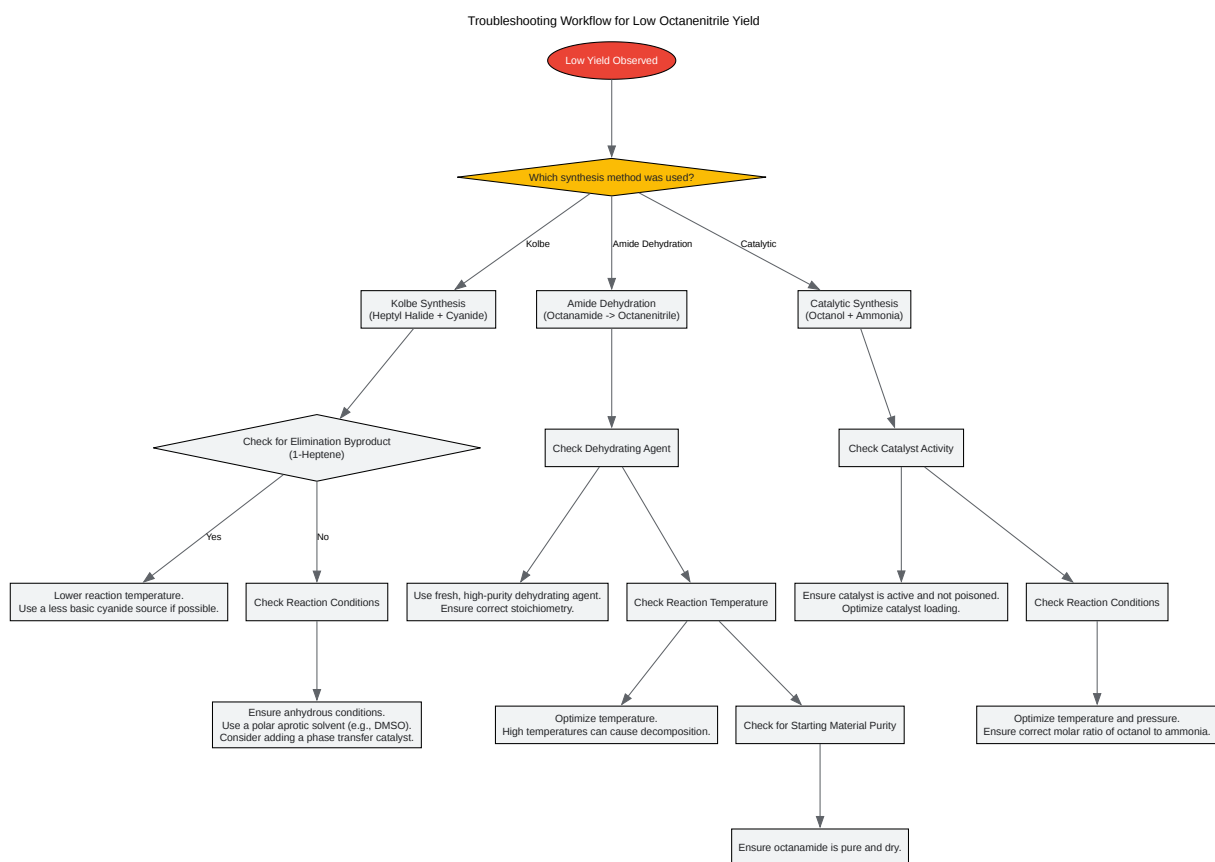 Troubleshooting Workflow for Low Octanenitrile Yield
Low Yield Observed
Which synthesis method was used?
Kolbe
Amide Dehydration
Catalytic
Kolbe Synthesis
(Heptyl Halide + Cyanide)
Amide Dehydration
(Octanamide -> Octanenitrile)
Catalytic Synthesis
(Octanol + Ammonia)
Check for Elimination Byproduct
(1-Heptene)
Check Dehydrating Agent
Check Catalyst Activity
Yes
No
Lower reaction temperature.
Use a less basic cyanide source if possible.
Check Reaction Conditions
Use fresh, high-purity dehydrating agent.
Ensure correct stoichiometry.
Check Reaction Temperature
Ensure catalyst is active and not poisoned.
Optimize catalyst loading.
Check Reaction Conditions
Ensure anhydrous conditions.
Use a polar aprotic solvent (e.g., DMSO).
Consider adding a phase transfer catalyst.
Optimize temperature.
High temperatures can cause decomposition.
Check for Starting Material Purity
Optimize temperature and pressure.
Ensure correct molar ratio of octanol to ammonia.
Ensure octanamide is pure and dry.